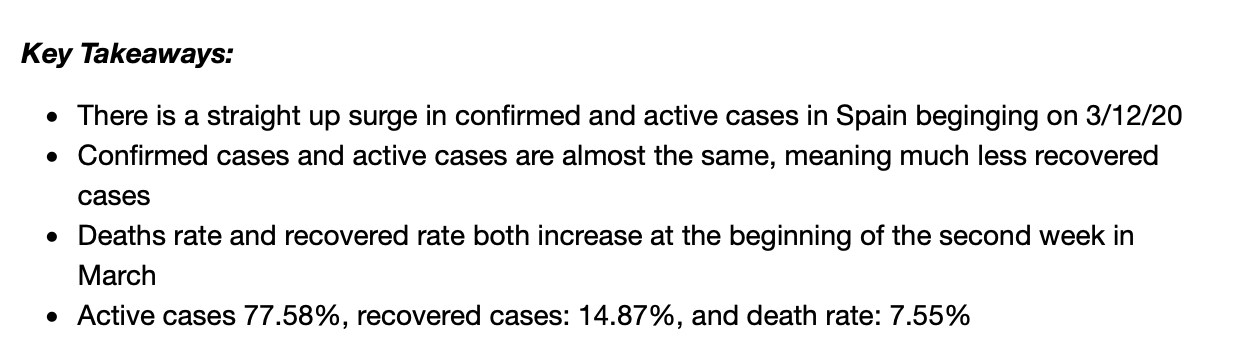 Key Takeaways:
• There is a straight up surge in confirmed and active cases in Spain beginging on 3/12/20
• Confirmed cases and active cases are almost the same, meaning much less recovered
cases
• Deaths rate and recovered rate both increase at the beginning of the second week in
March
• Active cases 77.58%, recovered cases: 14.87%, and death rate: 7.55%